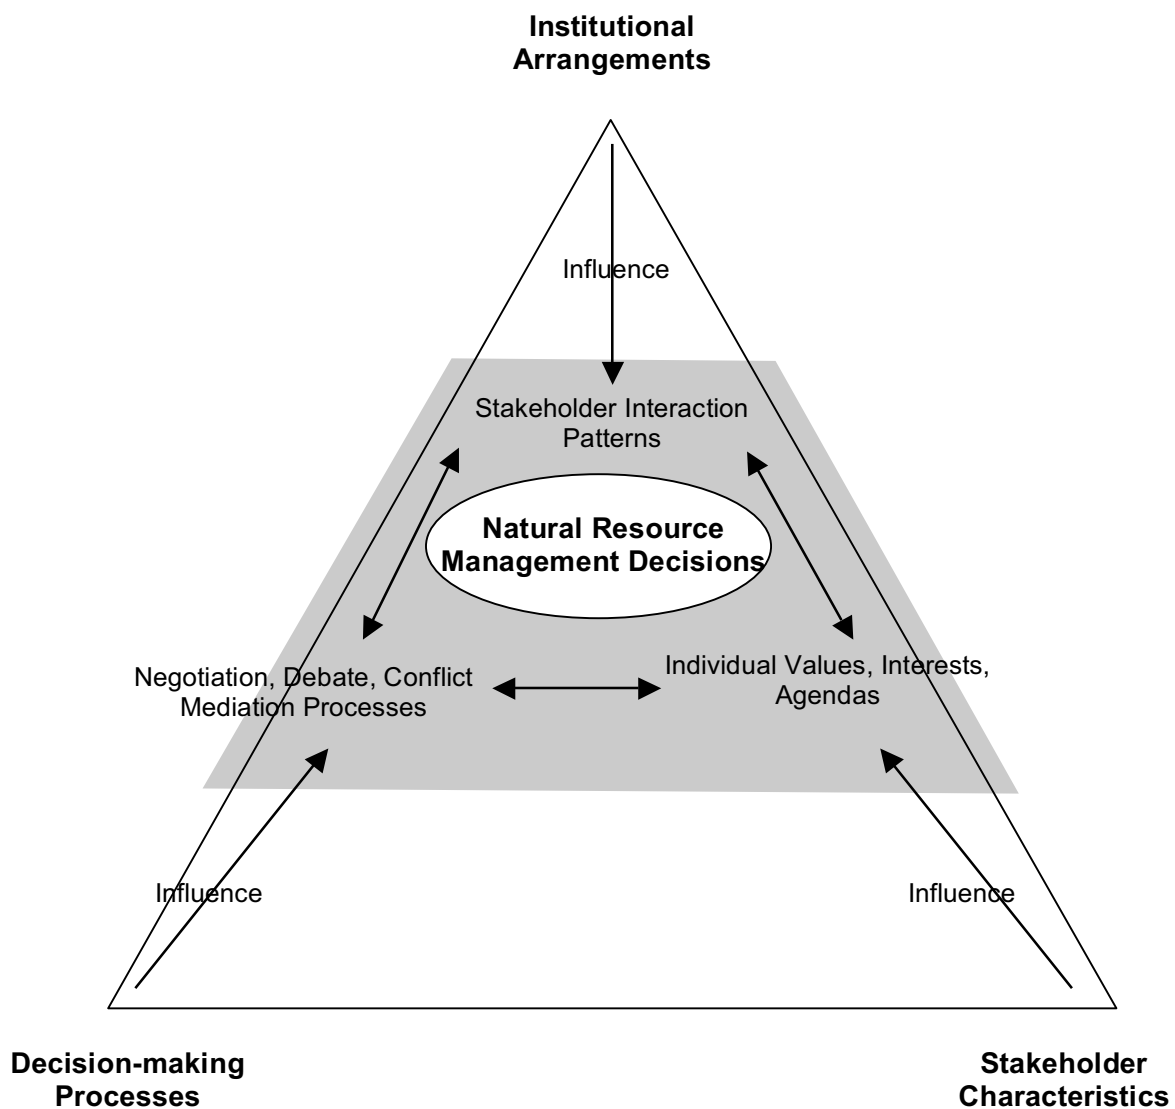 Institutional
Arrangements
Influence
Stakeholder Interaction
Patterns
Natural Resource
Management Decisions
Negotiation, Debate, Conflict
Mediation Processes
Individual Values, Interests,
Agendas
Influence
Influence
Decision-making
Processes
Stakeholder
Characteristics